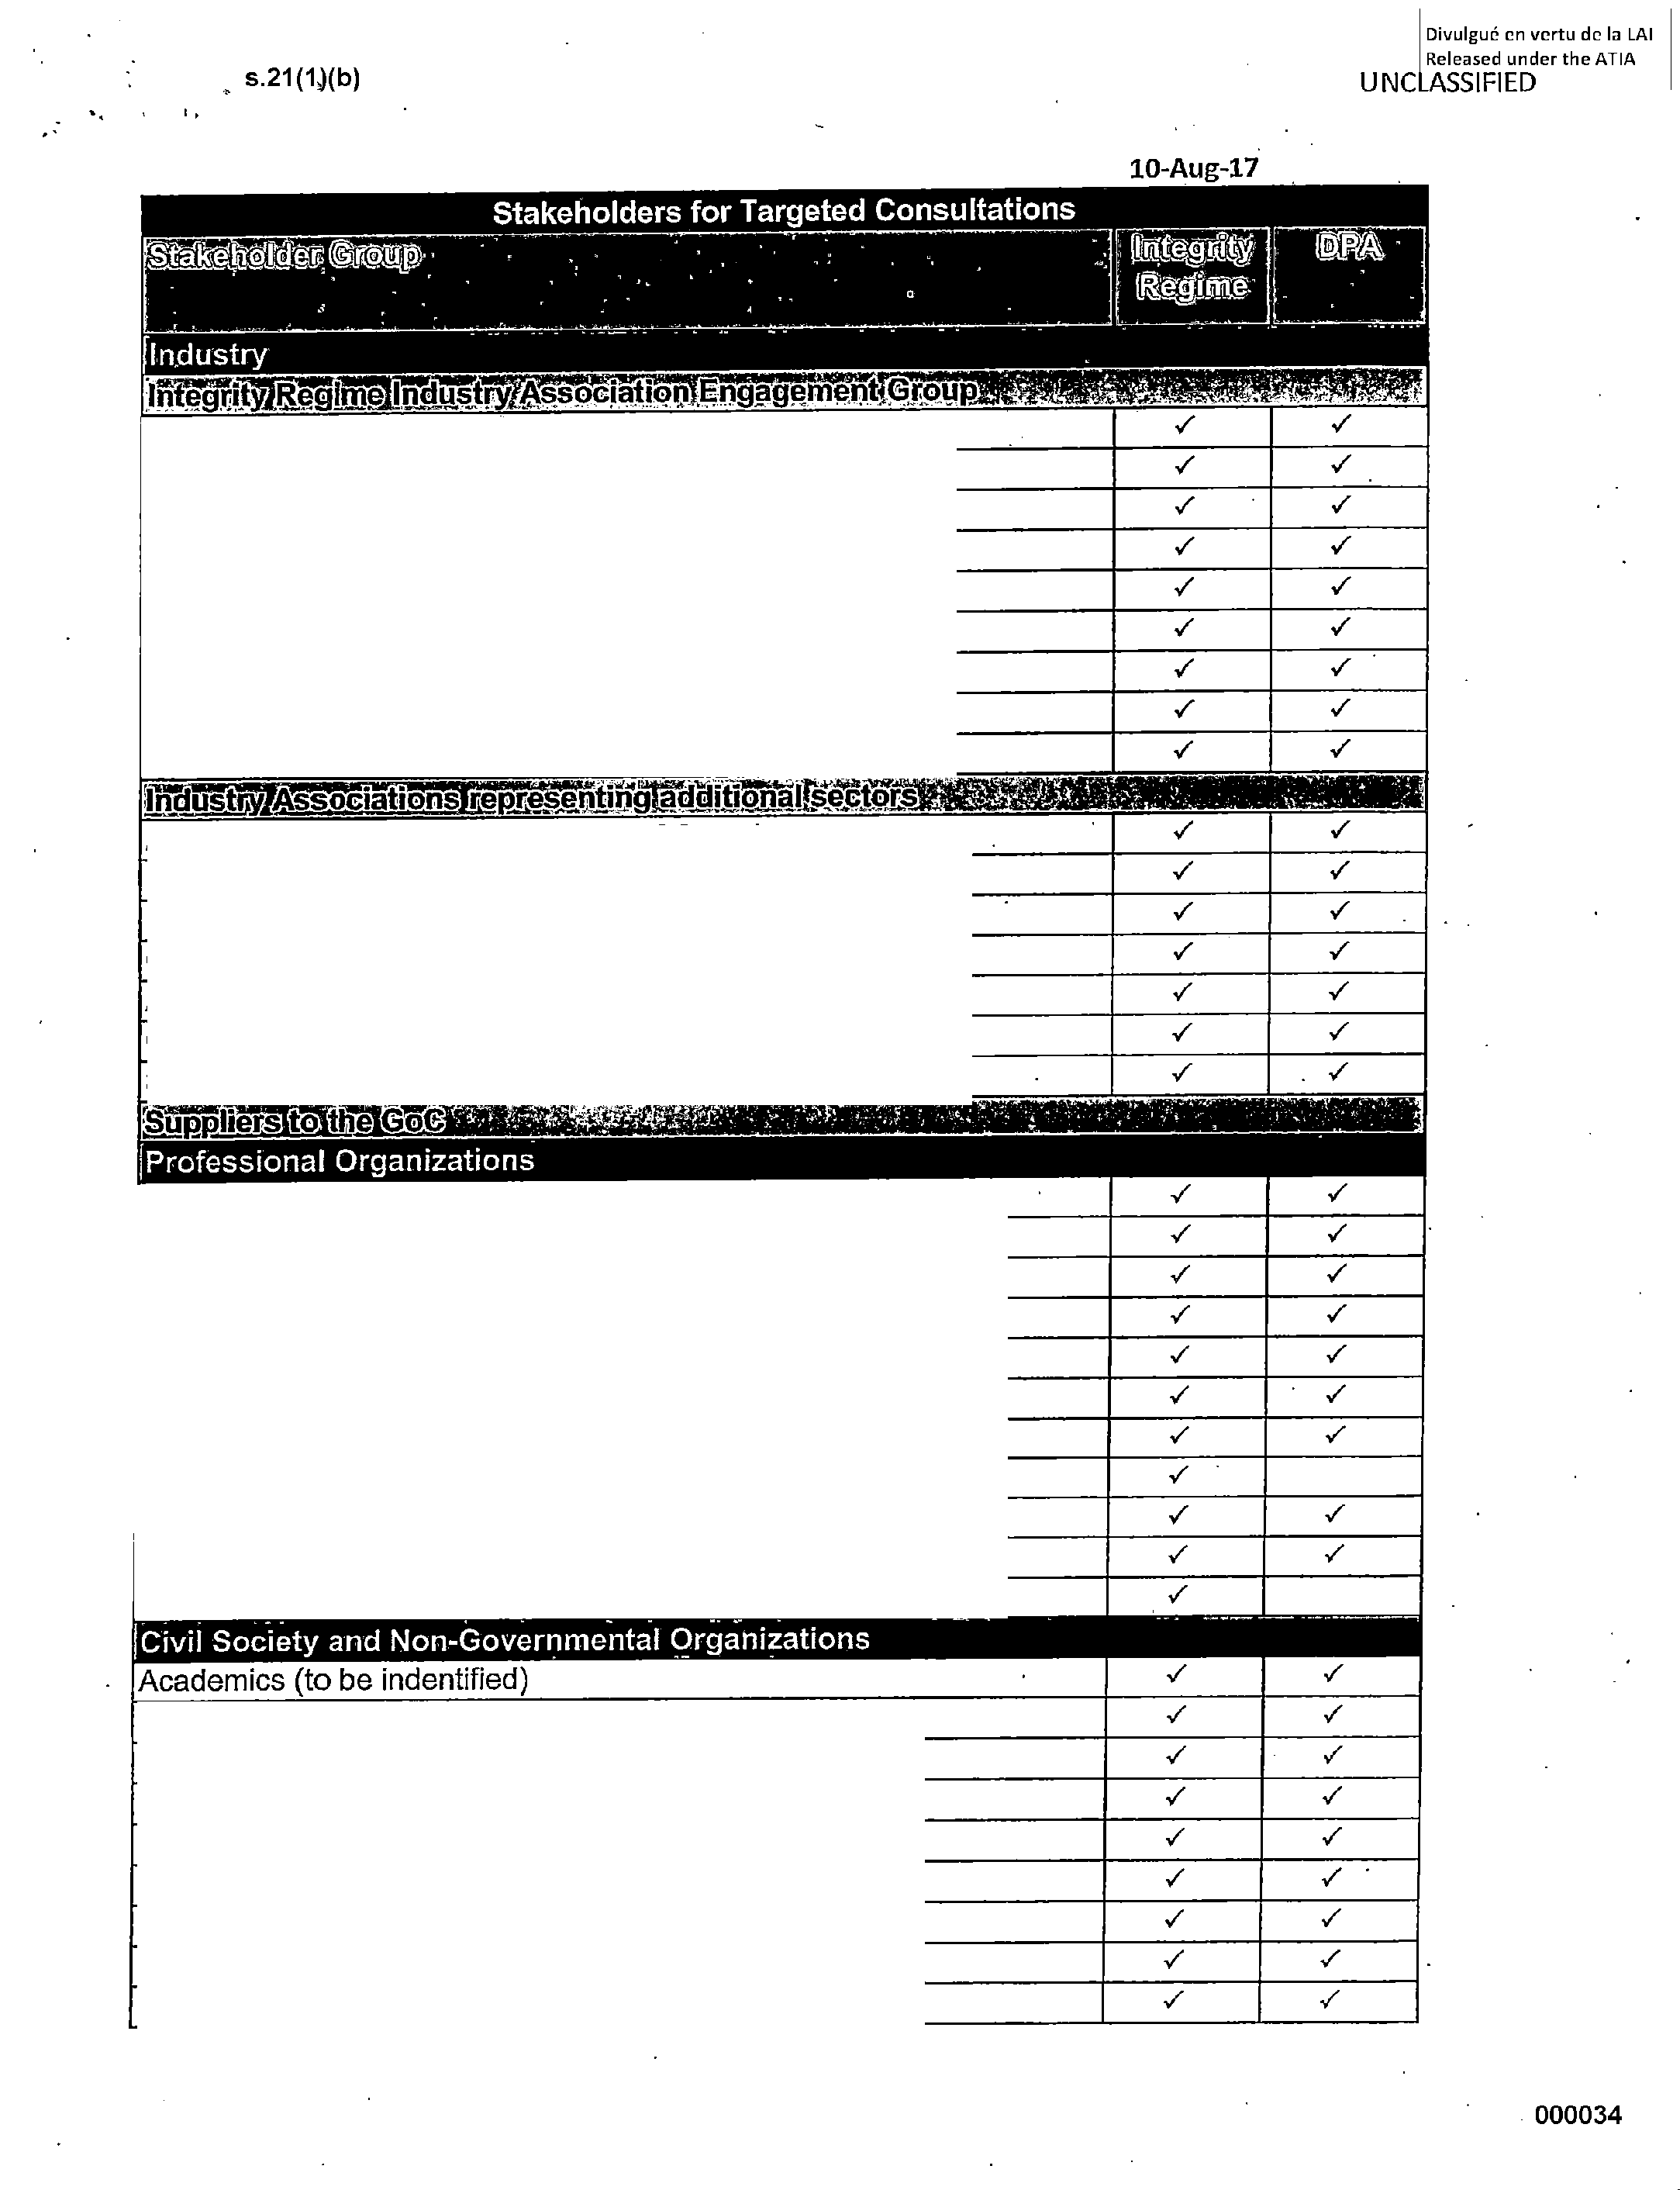 Divulgué en vertu de la LAI
Released under the ATIA
s.21(1)(b)
UNCLASSIFIED
10-Aug-17
Stakeholders for Targeted Consultations
Stakeholder Group Integrity Regime DPA
Industry
Integrity Regime Industry Association Engagement Group
✓ ✓
✓ ✓
✓ ✓
✓ ✓
✓ ✓
✓ ✓
✓ ✓
✓ ✓
✓ ✓
Industry Associations representing additional sectors
✓ ✓
✓ ✓
✓ ✓
✓ ✓
✓ ✓
✓ ✓
✓ ✓
Suppliers to the GoC
Professional Organizations
✓ ✓
✓ ✓
✓ ✓
✓ ✓
✓ ✓
✓ ✓
✓ ✓
✓
✓ ✓
✓ ✓
✓
Civil Society and Non-Governmental Organizations
Academics (to be indentified) ✓ ✓
✓ ✓
✓ ✓
✓ ✓
✓ ✓
✓ ✓
✓ ✓
✓ ✓
✓ ✓
000034